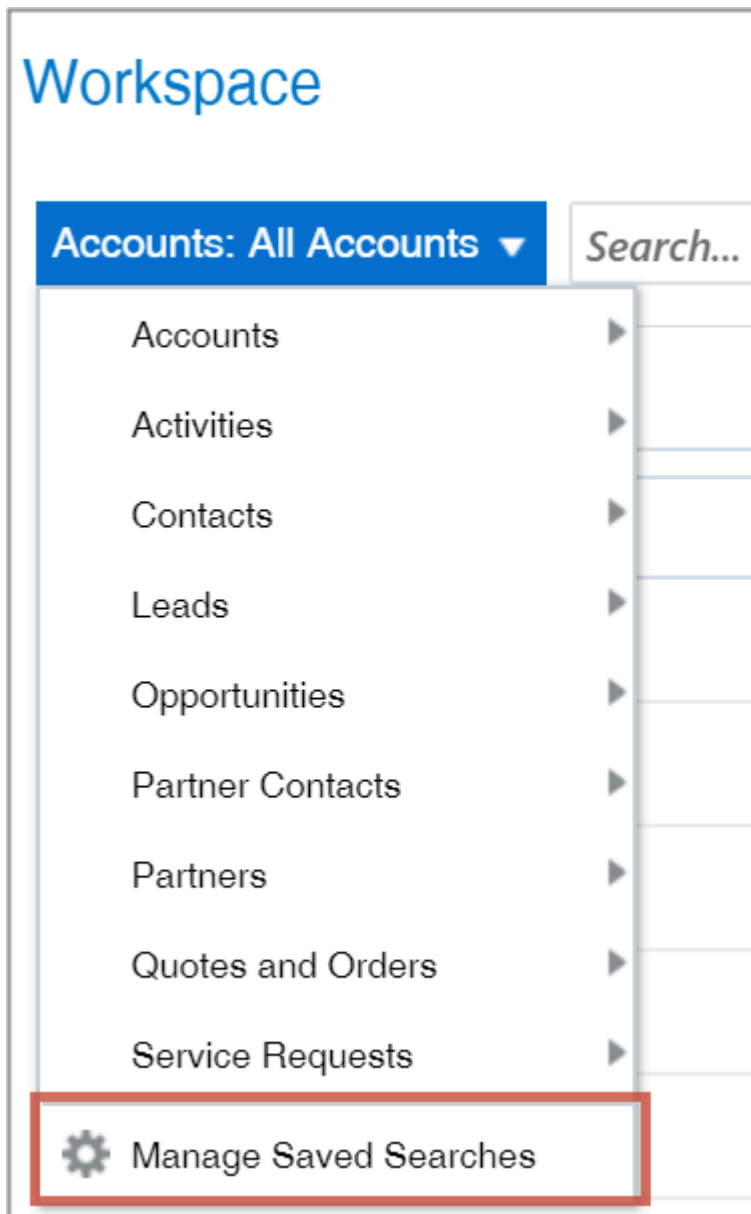 Workspace
Accounts: All Accounts
Search...
Accounts
Activities
Contacts
Leads
Opportunities
Partner Contacts
Partners
Quotes and Orders
Service Requests
Manage Saved Searches